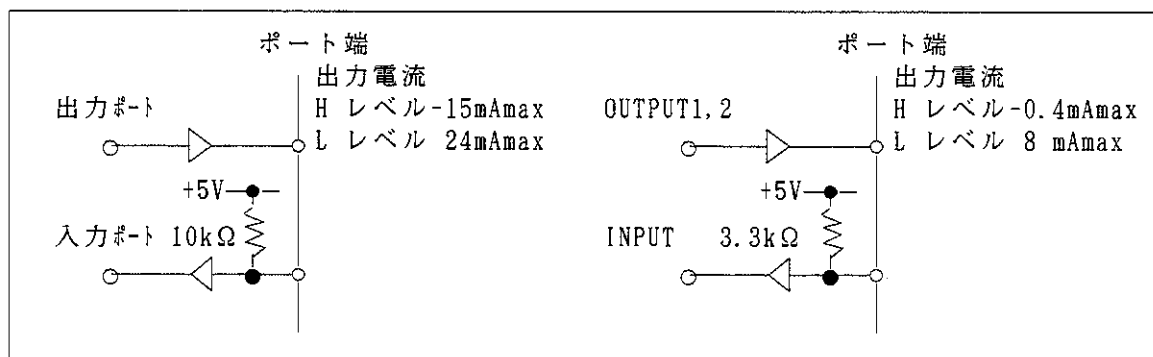 ポート端
出力電流
出力ポート
H レベル-15mAmax
L レベル 24mAmax
+5V
入力ポート 10kΩ
ポート端
出力電流
OUTPUT1,2
H レベル-0.4mAmax
L レベル 8 mAmax
+5V
INPUT 3.3kΩ